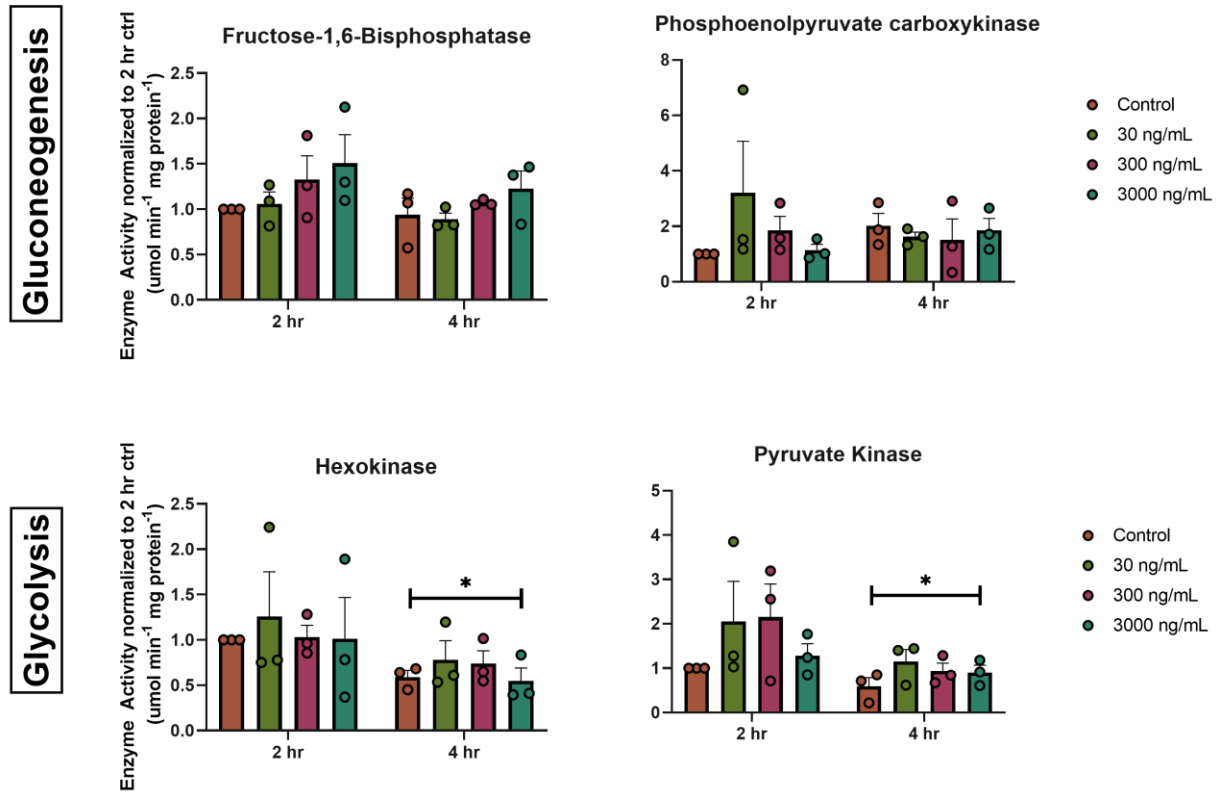 Gluconeogenesis
Fructose-1,6-Bisphosphatase
Enzyme Activity normalized to 2 hr ctrl
(umol min⁻¹ mg protein⁻¹)
2.5
2.0
1.5
1.0
0.5
0.0
2 hr
4 hr
Phosphoenolpyruvate carboxykinase
8
6
4
2
0
2 hr
4 hr
Control
30 ng/mL
300 ng/mL
3000 ng/mL
Glycolysis
Hexokinase
Enzyme Activity normalized to 2 hr ctrl
(umol min⁻¹ mg protein⁻¹)
2.5
2.0
1.5
1.0
0.5
0.0
*
2 hr
4 hr
Pyruvate Kinase
5
4
3
2
1
0
*
2 hr
4 hr
Control
30 ng/mL
300 ng/mL
3000 ng/mL